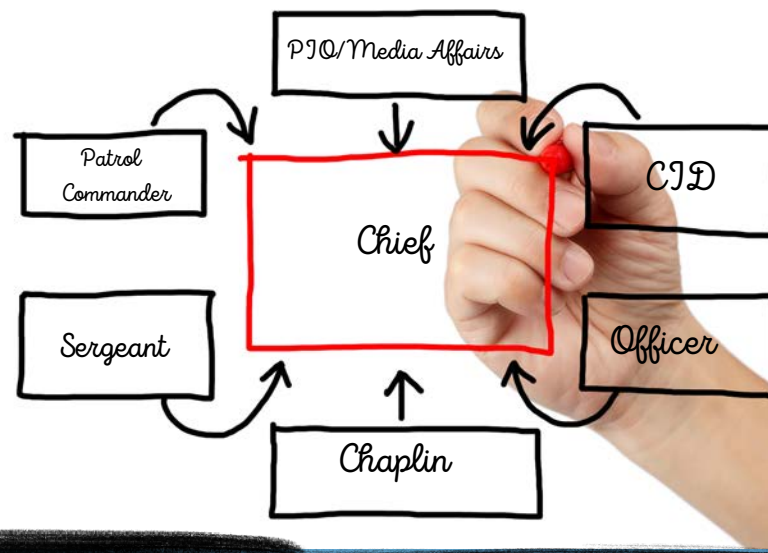 PIO/Media Affairs
Patrol
Commander
CID
Chief
Sergeant
Officer
Chaplin